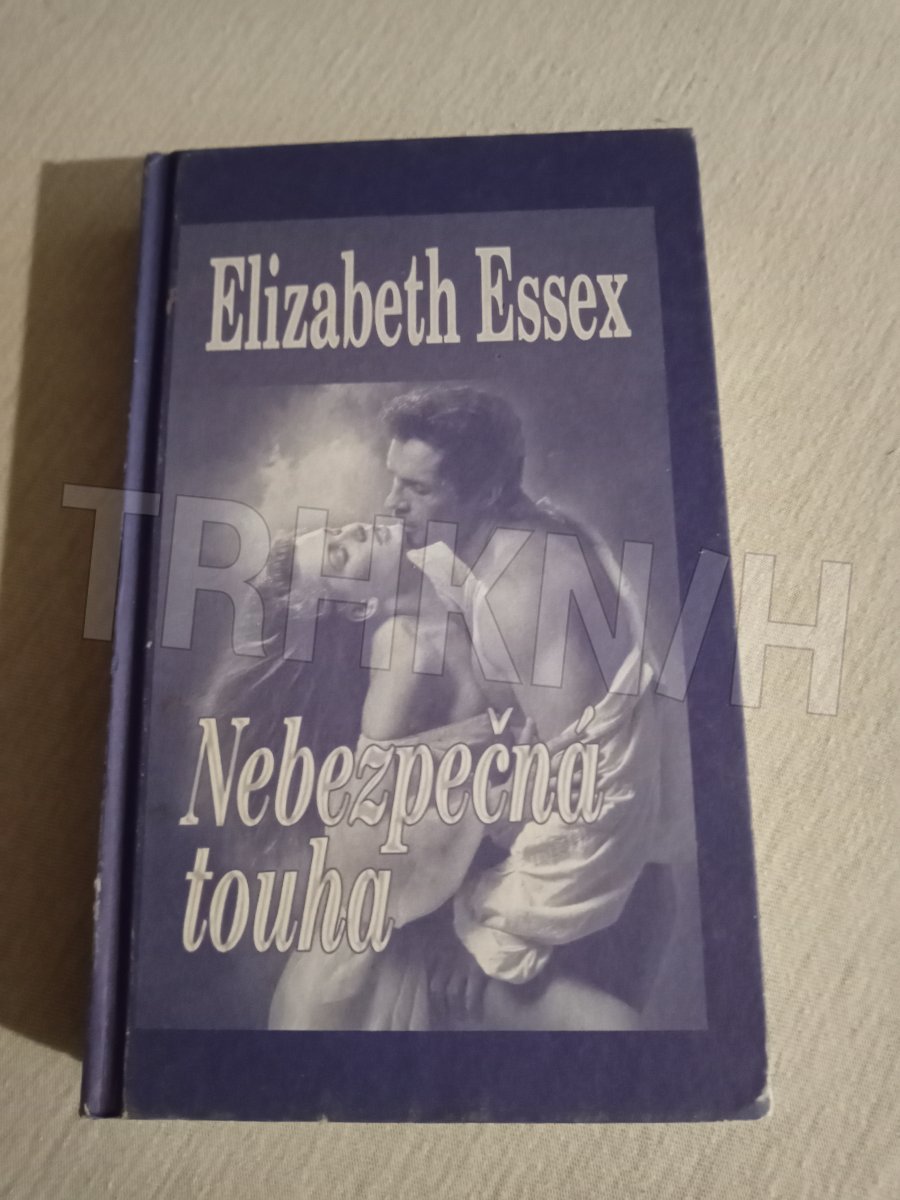 Elizabeth Essex
TRHKNIH
Nebezpečná
touha